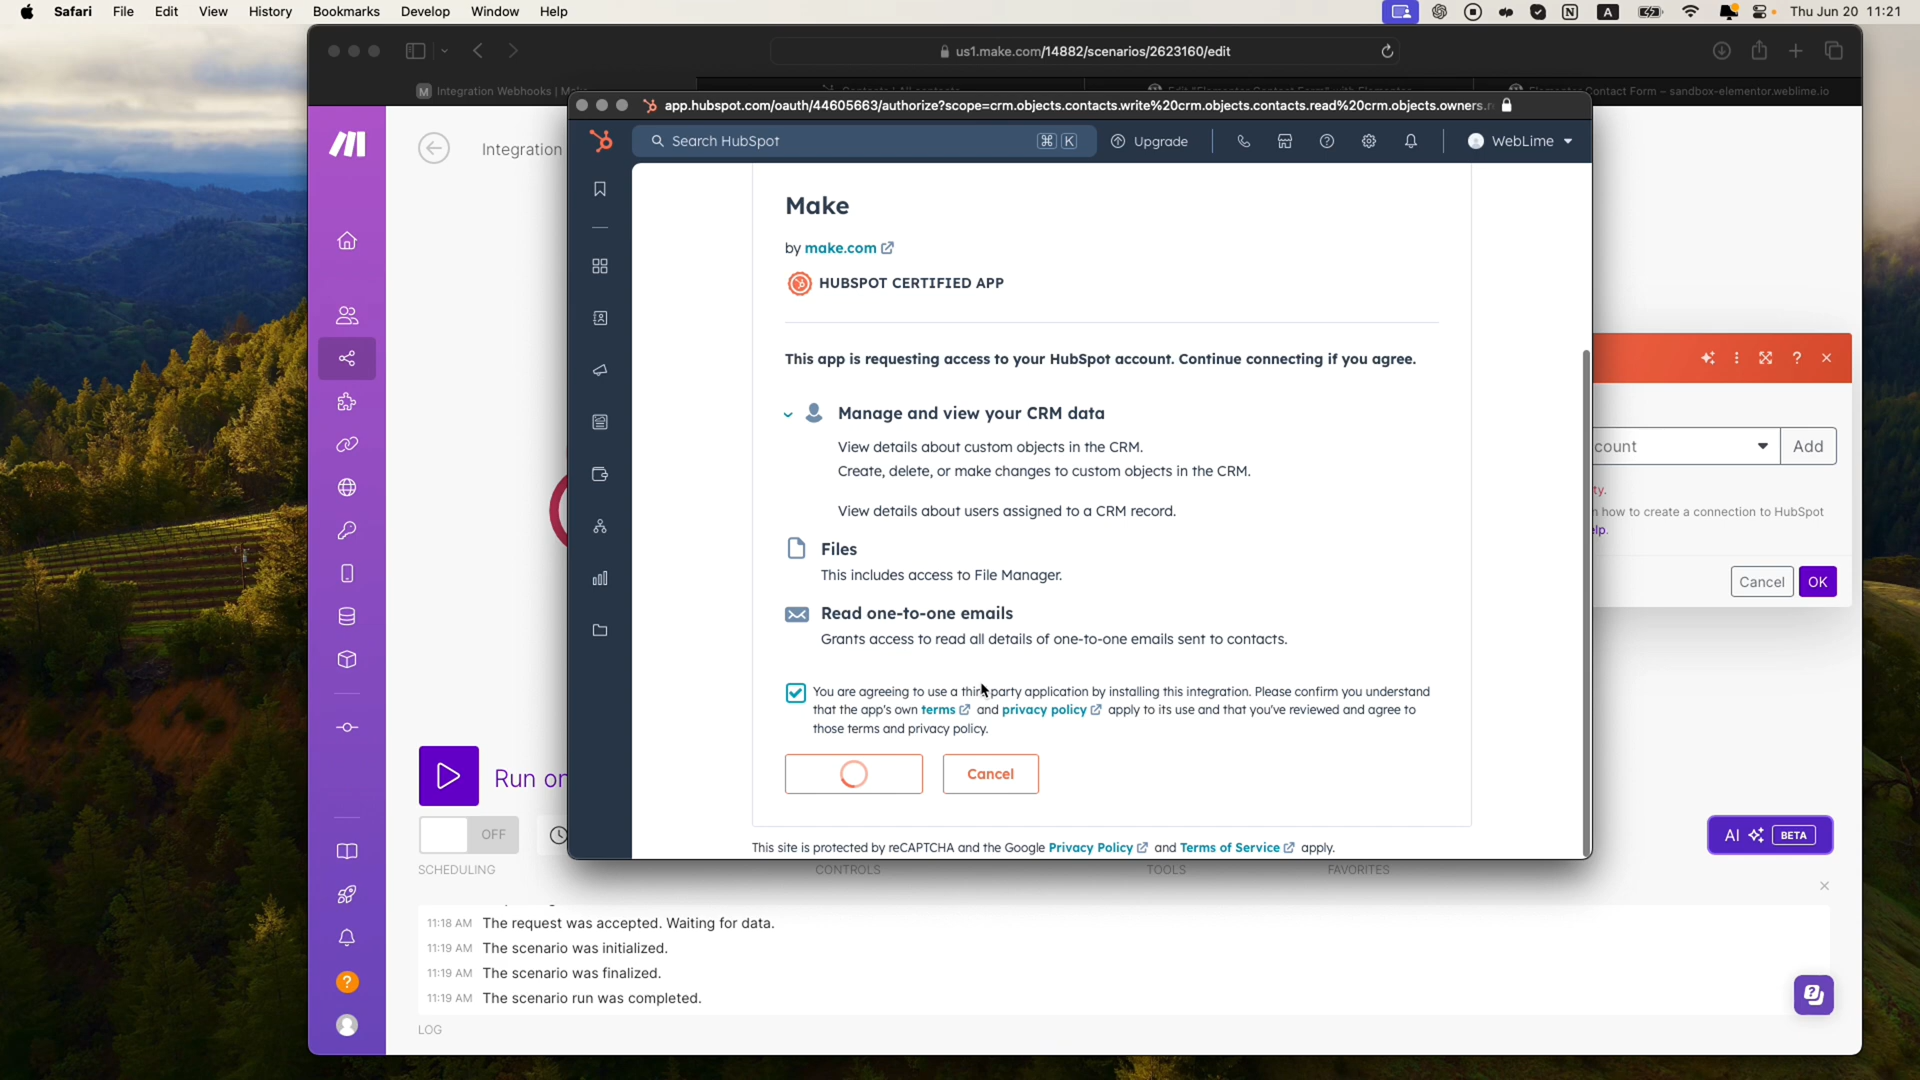 Safari File Edit View History Bookmarks Develop Window Help
A
Thu Jun 20 11:21
us1.make.com/14882/scenarios/2623160/edit
M Integration Webhooks | Make
Elementor Contact Form – sandbox-elementor.weblime.io
app.hubspot.com/oauth/44605663/authorize?scope=crm.objects.contacts.write%20crm.objects.contacts.read%20crm.objects.owners.r
Integration
Search HubSpot
⌘ K
Upgrade
WebLime
Make
by make.com
HUBSPOT CERTIFIED APP
This app is requesting access to your HubSpot account. Continue connecting if you agree.
Manage and view your CRM data
View details about custom objects in the CRM.
Create, delete, or make changes to custom objects in the CRM.
View details about users assigned to a CRM record.
Files
This includes access to File Manager.
Read one-to-one emails
Grants access to read all details of one-to-one emails sent to contacts.
You are agreeing to use a third-party application by installing this integration. Please confirm you understand
that the app's own terms and privacy policy apply to its use and that you've reviewed and agree to
those terms and privacy policy.
Cancel
This site is protected by reCAPTCHA and the Google Privacy Policy and Terms of Service apply.
count
Add
ty.
n how to create a connection to HubSpot
elp.
Cancel
OK
Run on
OFF
AI BETA
SCHEDULING
CONTROLS
TOOLS
FAVORITES
11:18 AM The request was accepted. Waiting for data.
11:19 AM The scenario was initialized.
11:19 AM The scenario was finalized.
11:19 AM The scenario run was completed.
LOG